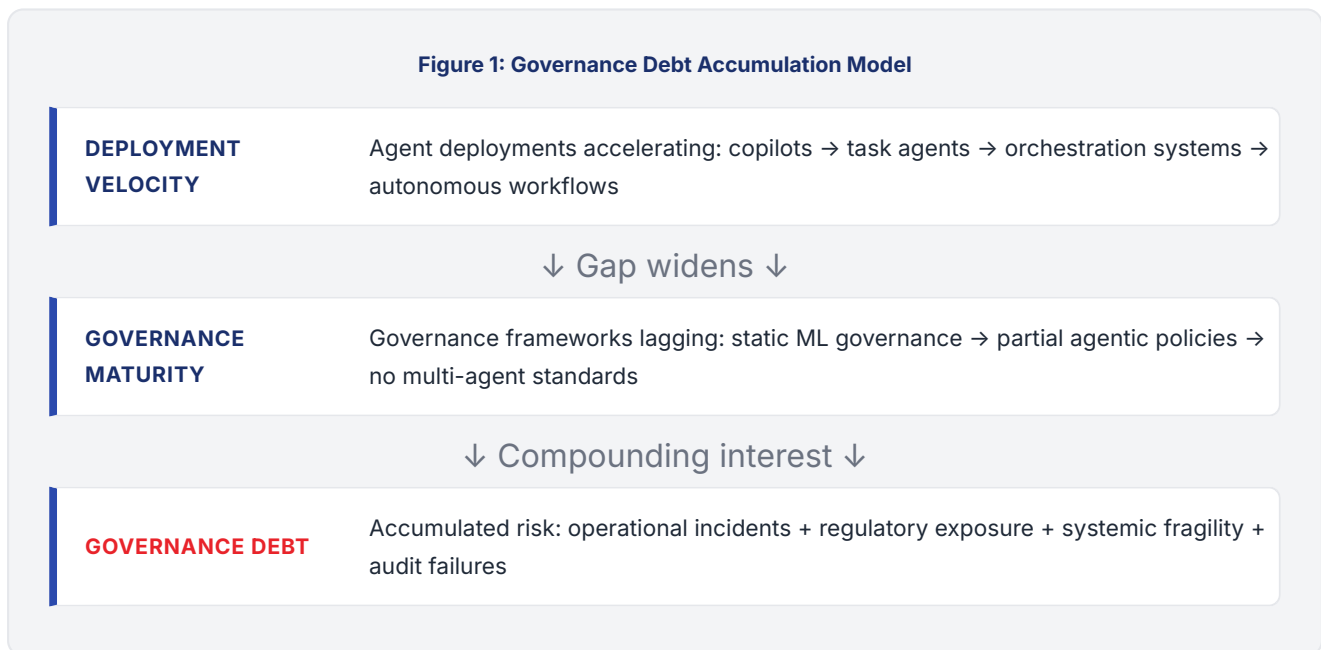 Figure 1: Governance Debt Accumulation Model
DEPLOYMENT
VELOCITY
Agent deployments accelerating: copilots → task agents → orchestration systems →
autonomous workflows
↓ Gap widens ↓
GOVERNANCE
MATURITY
Governance frameworks lagging: static ML governance → partial agentic policies →
no multi-agent standards
↓ Compounding interest ↓
GOVERNANCE DEBT
Accumulated risk: operational incidents + regulatory exposure + systemic fragility +
audit failures